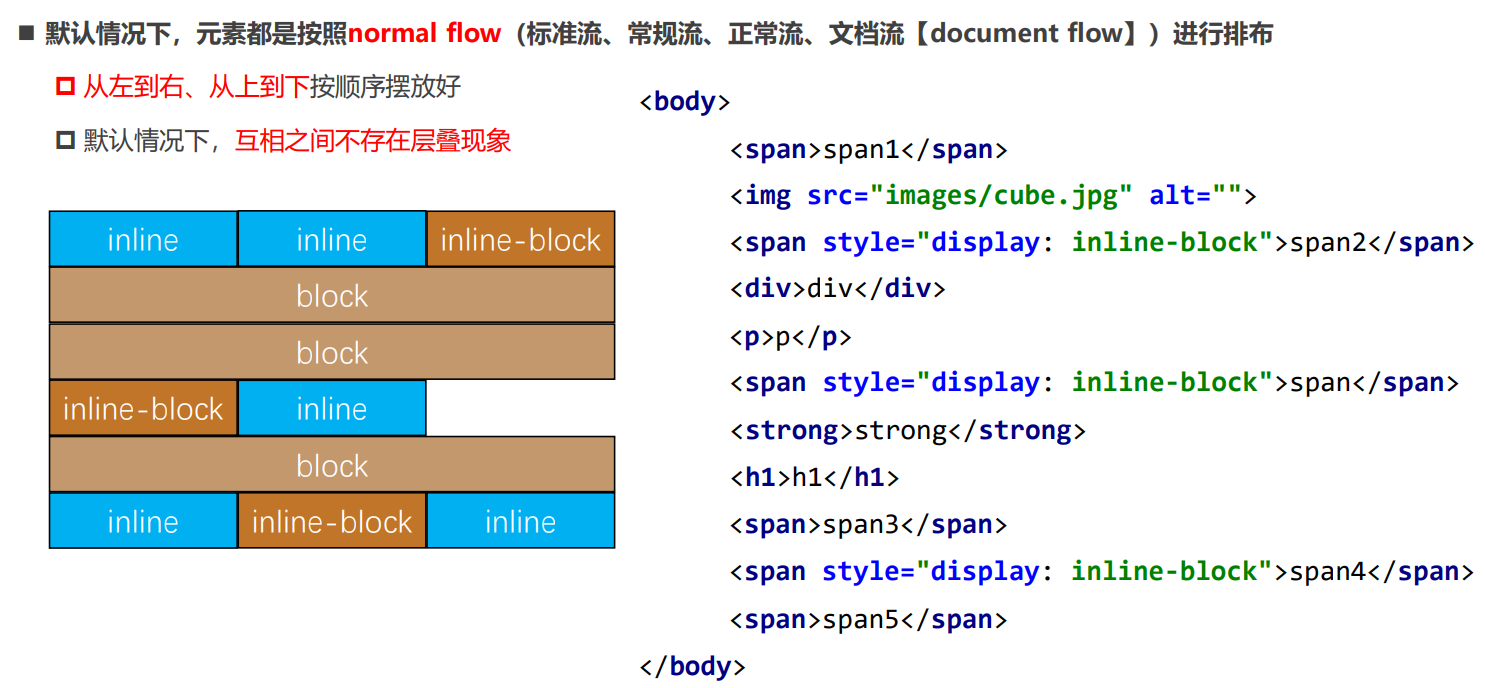 ■ 默认情况下，元素都是按照normal flow（标准流、常规流、正常流、文档流【document flow】）进行排布
从左到右、从上到下按顺序摆放好
默认情况下，互相之间不存在层叠现象
inline inline inline-block
block
block
inline-block inline
block
inline inline-block inline
<body>
<span>span1</span>
<img src="images/cube.jpg" alt="">
<span style="display: inline-block">span2</span>
<div>div</div>
<p>p</p>
<span style="display: inline-block">span</span>
<strong>strong</strong>
<h1>h1</h1>
<span>span3</span>
<span style="display: inline-block">span4</span>
<span>span5</span>
</body>